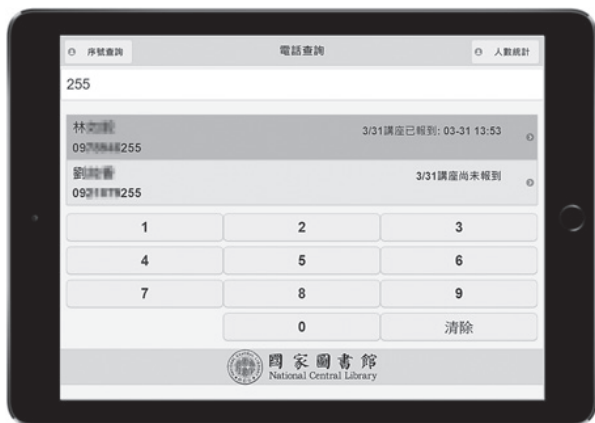 序號查詢 電話查詢 人數統計
255
林 3/31講座已報到: 03-31 13:53
09 255
劉 3/31講座尚未報到
092 255
1 2 3
4 5 6
7 8 9
0 清除
國家圖書館
National Central Library